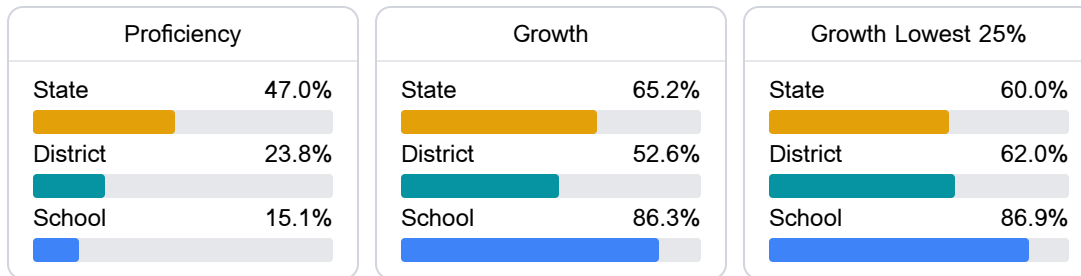 Proficiency
State 47.0%
District 23.8%
School 15.1%
Growth
State 65.2%
District 52.6%
School 86.3%
Growth Lowest 25%
State 60.0%
District 62.0%
School 86.9%